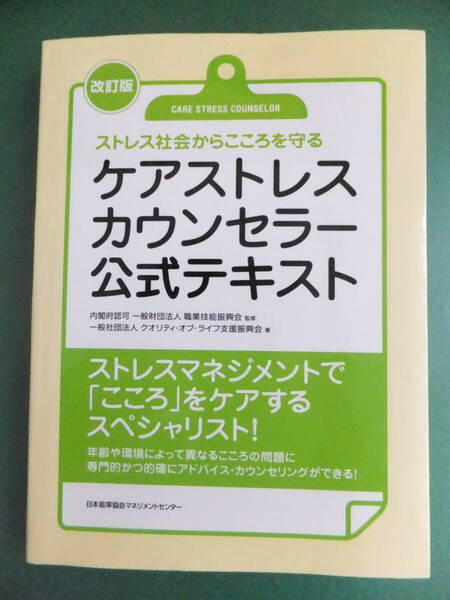 改訂版
CARE STRESS COUNSELOR
ストレス社会からこころを守る
ケアストレス
カウンセラー
公式テキスト
内閣府認可 一般財団法人 職業技能振興会 監修
一般社団法人 クオリティ・オブ・ライフ支援振興会 著
ストレスマネジメントで
「こころ」をケアする
スペシャリスト!
年齢や環境によって異なるこころの問題に
専門的かつ的確にアドバイス・カウンセリングができる!
日本能率協会マネジメントセンター